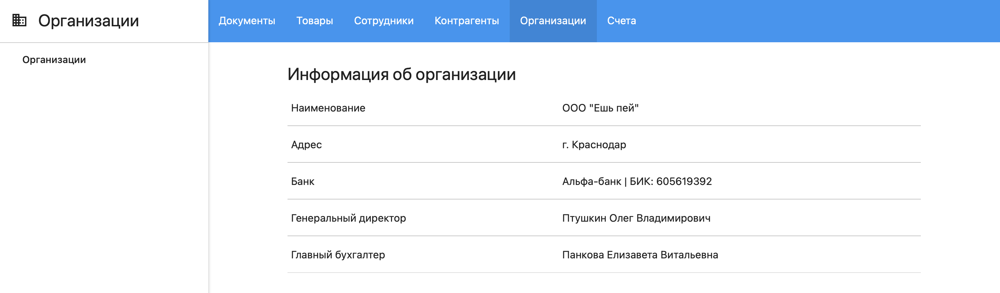 Организации
Документы Товары Сотрудники Контрагенты Организации Счета
Организации
Информация об организации
Наименование ООО "Ешь пей"
Адрес г. Краснодар
Банк Альфа-банк | БИК: 605619392
Генеральный директор Птушкин Олег Владимирович
Главный бухгалтер Панкова Елизавета Витальевна